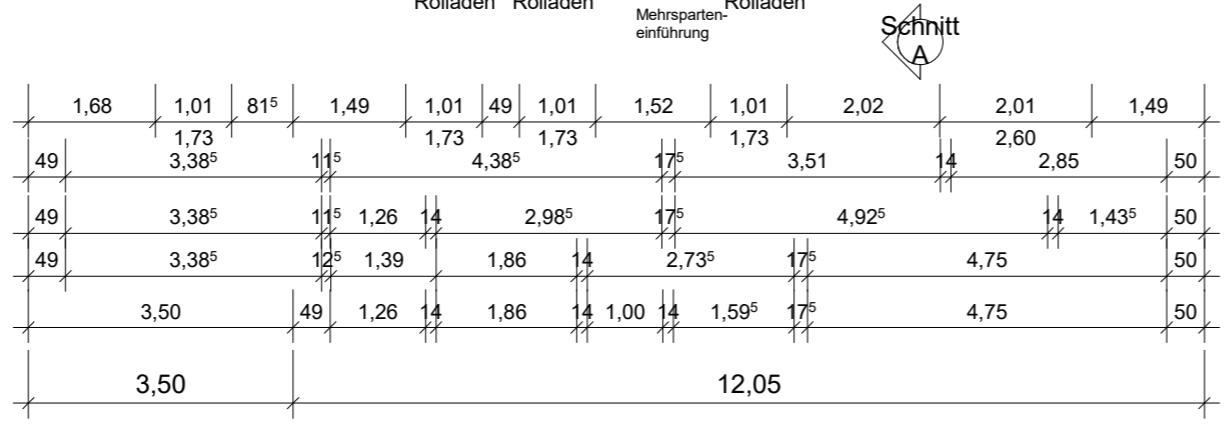 Rolladen Rolladen Rolladen
Mehrsparten-
einführung
Schnitt
A
1,68 1,01 81⁵ 1,49 1,01 49 1,01 1,52 1,01 2,02 2,01 1,49
1,73 1,73 1,73 1,73 2,60
49 3,38⁵ 11⁵ 4,38⁵ 17⁵ 3,51 14 2,85 50
49 3,38⁵ 11⁵ 1,26 14 2,98⁵ 17⁵ 4,92⁵ 14 1,43⁵ 50
49 3,38⁵ 12⁵ 1,39 1,86 14 2,73⁵ 17⁵ 4,75 50
3,50 49 1,26 14 1,86 14 1,00 14 1,59⁵ 17⁵ 4,75 50
3,50 12,05